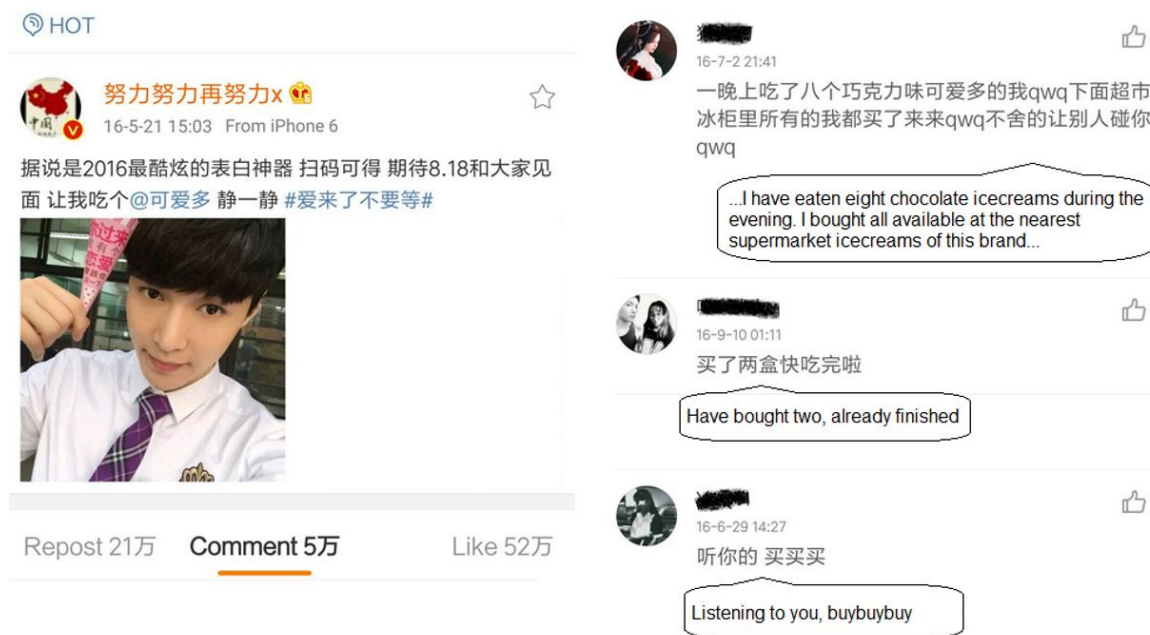 HOT
努力努力再努力x
16-5-21 15:03 From iPhone 6
据说是2016最酷炫的表白神器 扫码可得 期待8.18和大家见
面 让我吃个@可爱多 静一静 #爱来了不要等#
Repost 21万 Comment 5万 Like 52万
16-7-2 21:41
一晚上吃了八个巧克力味可爱多的我qwq下面超市
冰柜里所有的我都买了来来qwq不舍的让别人碰你
qwq
...I have eaten eight chocolate icecreams during the
evening. I bought all available at the nearest
supermarket icecreams of this brand...
16-9-10 01:11
买了两盒快吃完啦
Have bought two, already finished
16-6-29 14:27
听你的 买买买
Listening to you, buybuybuy